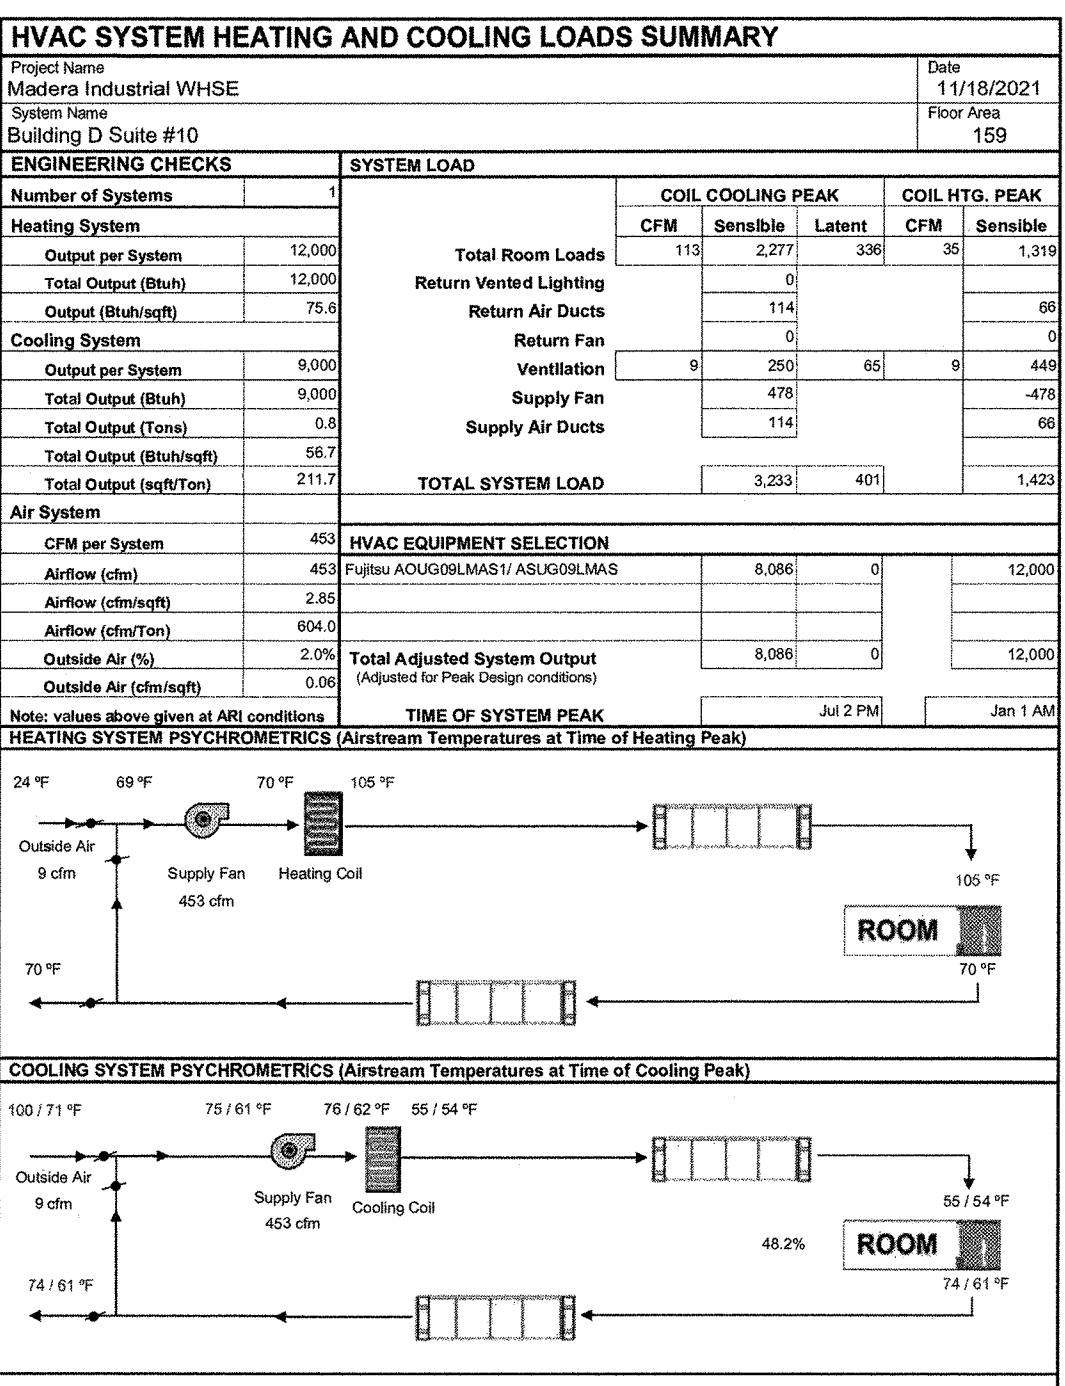 HVAC SYSTEM HEATING AND COOLING LOADS SUMMARY
Project Name
Date
Madera Industrial WHSE
11/18/2021
System Name
Floor Area
Building D Suite #10
159
ENGINEERING CHECKS
SYSTEM LOAD
Number of Systems 1
COIL COOLING PEAK COIL HTG. PEAK
Heating System
CFM Sensible Latent CFM Sensible
Output per System 12,000
Total Room Loads 113 2,277 336 35 1,319
Total Output (Btuh) 12,000
Return Vented Lighting 0
Output (Btuh/sqft) 75.6
Return Air Ducts 114 66
Cooling System
Return Fan 0 0
Output per System 9,000
Ventilation 9 250 65 9 449
Total Output (Btuh) 9,000
Supply Fan 478 -478
Total Output (Tons) 0.8
Supply Air Ducts 114 66
Total Output (Btuh/sqft) 56.7
Total Output (sqft/Ton) 211.7
TOTAL SYSTEM LOAD 3,233 401 1,423
Air System
CFM per System 453
HVAC EQUIPMENT SELECTION
Airflow (cfm) 453
Fujitsu AOUG09LMAS1/ ASUG09LMAS 8,086 0 12,000
Airflow (cfm/sqft) 2.85
Airflow (cfm/Ton) 604.0
Outside Air (%) 2.0%
Total Adjusted System Output 8,086 0 12,000
(Adjusted for Peak Design conditions)
Outside Air (cfm/sqft) 0.06
Note: values above given at ARI conditions
TIME OF SYSTEM PEAK Jul 2 PM Jan 1 AM
HEATING SYSTEM PSYCHROMETRICS (Airstream Temperatures at Time of Heating Peak)
24 ºF 69 ºF 70 ºF 105 ºF
Outside Air
9 cfm
Supply Fan
453 cfm
Heating Coil
105 ºF
ROOM
70 ºF
70 ºF
COOLING SYSTEM PSYCHROMETRICS (Airstream Temperatures at Time of Cooling Peak)
100 / 71 ºF 75 / 61 ºF 76 / 62 ºF 55 / 54 ºF
Outside Air
9 cfm
Supply Fan
453 cfm
Cooling Coil
55 / 54 ºF
48.2%
ROOM
74 / 61 ºF
74 / 61 ºF